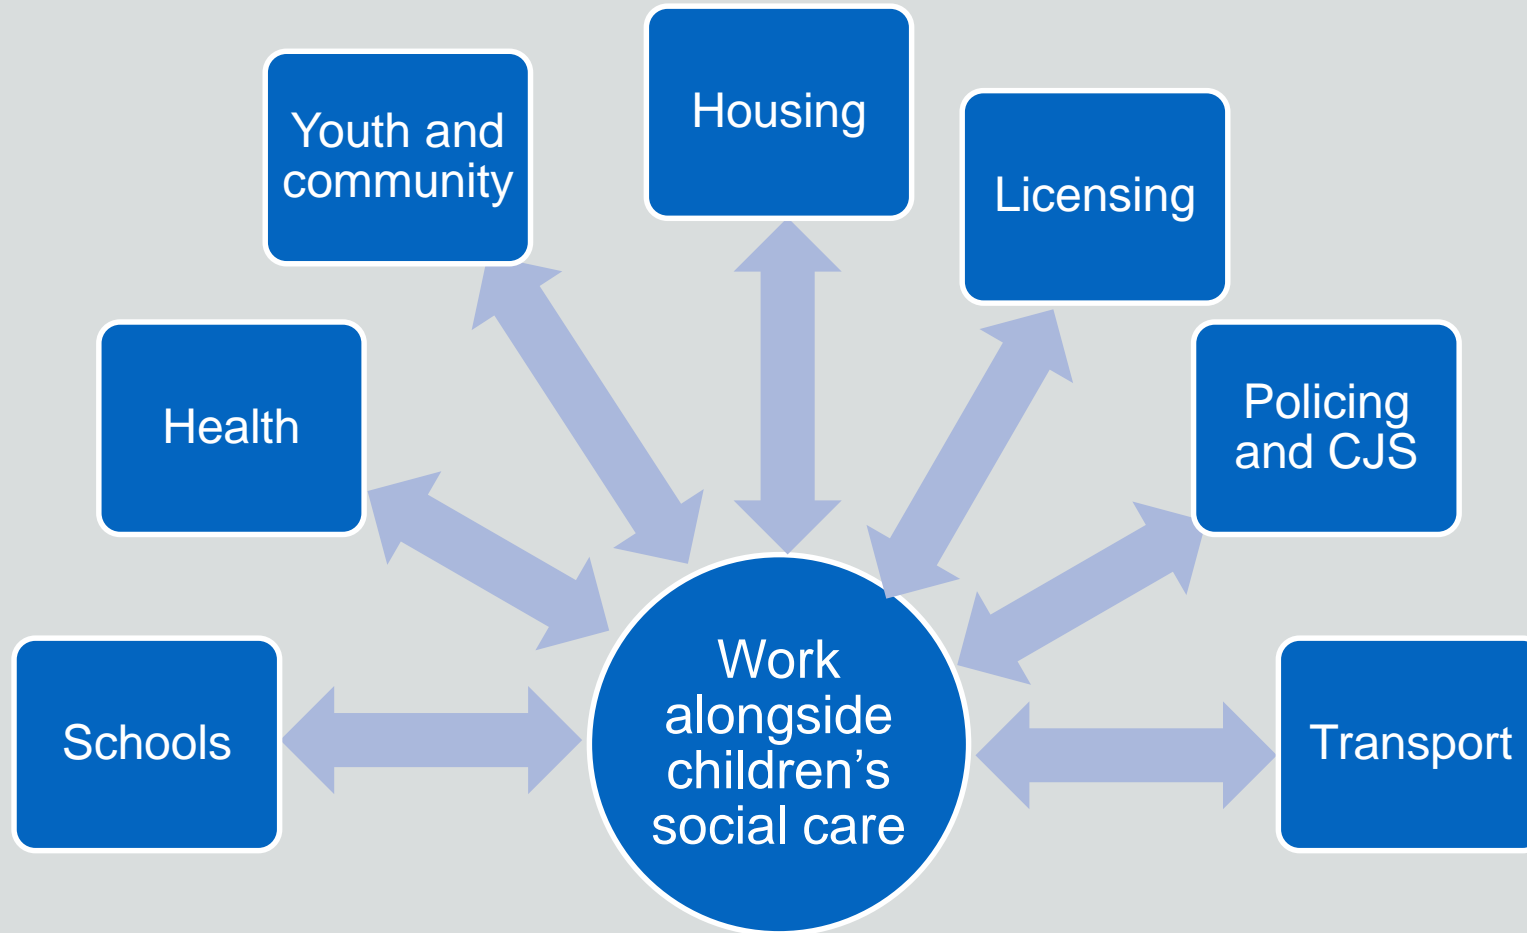 Housing
Youth and
community
Licensing
Health
Policing
and CJS
Schools
Work
alongside
children’s
social care
Transport